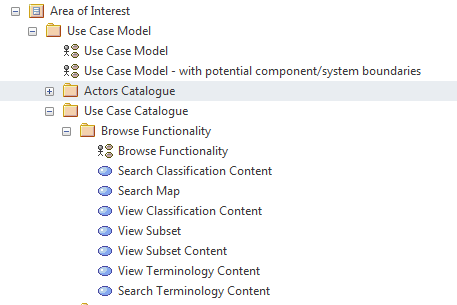 Area of Interest
Use Case Model
Use Case Model
Use Case Model - with potential component/system boundaries
Actors Catalogue
Use Case Catalogue
Browse Functionality
Browse Functionality
Search Classification Content
Search Map
View Classification Content
View Subset
View Subset Content
View Terminology Content
Search Terminology Content